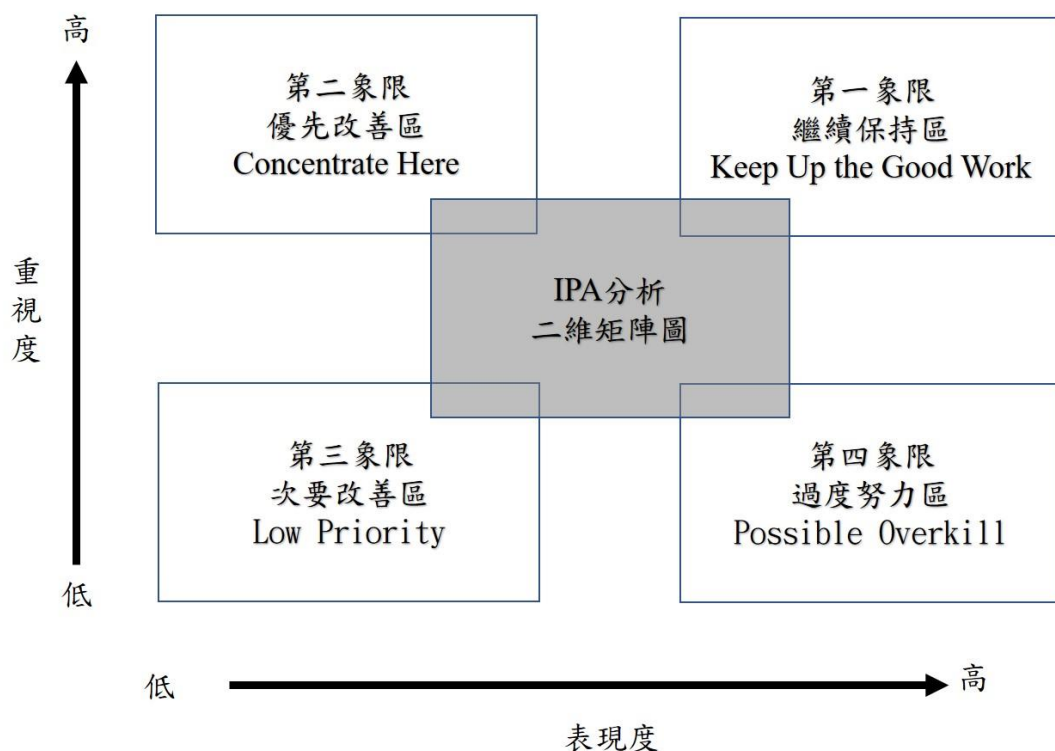 高
第二象限
優先改善區
Concentrate Here
第一象限
繼續保持區
Keep Up the Good Work
重視度
IPA分析
二維矩陣圖
第三象限
次要改善區
Low Priority
第四象限
過度努力區
Possible Overkill
低
低
高
表現度